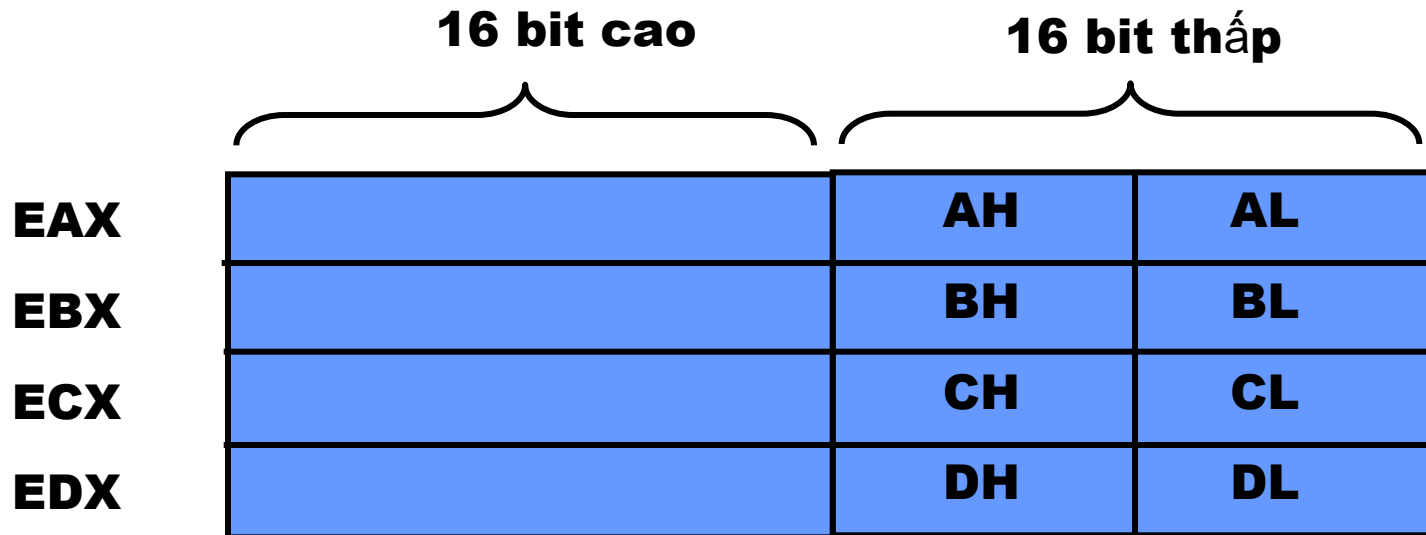 16 bit cao 16 bit thấp
EAX AH AL
EBX BH BL
ECX CH CL
EDX DH DL